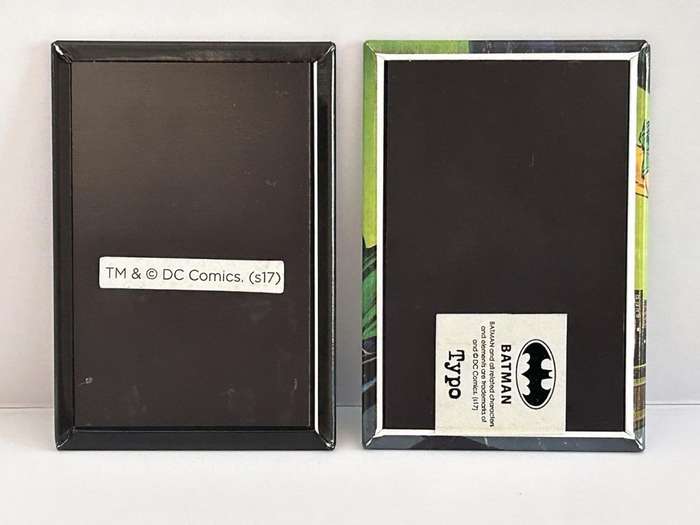 TM & © DC Comics. (s17)
BATMAN
BATMAN and all related characters
and elements are trademarks of
and © DC Comics. (s17)
Typo